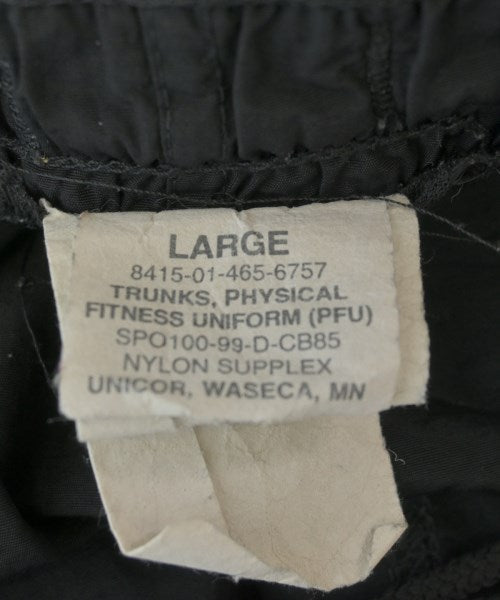 LARGE
8415-01-465-6757
TRUNKS, PHYSICAL
FITNESS UNIFORM (PFU)
SPO100-99-D-CB85
NYLON SUPPLEX
UNICOR, WASECA, MN